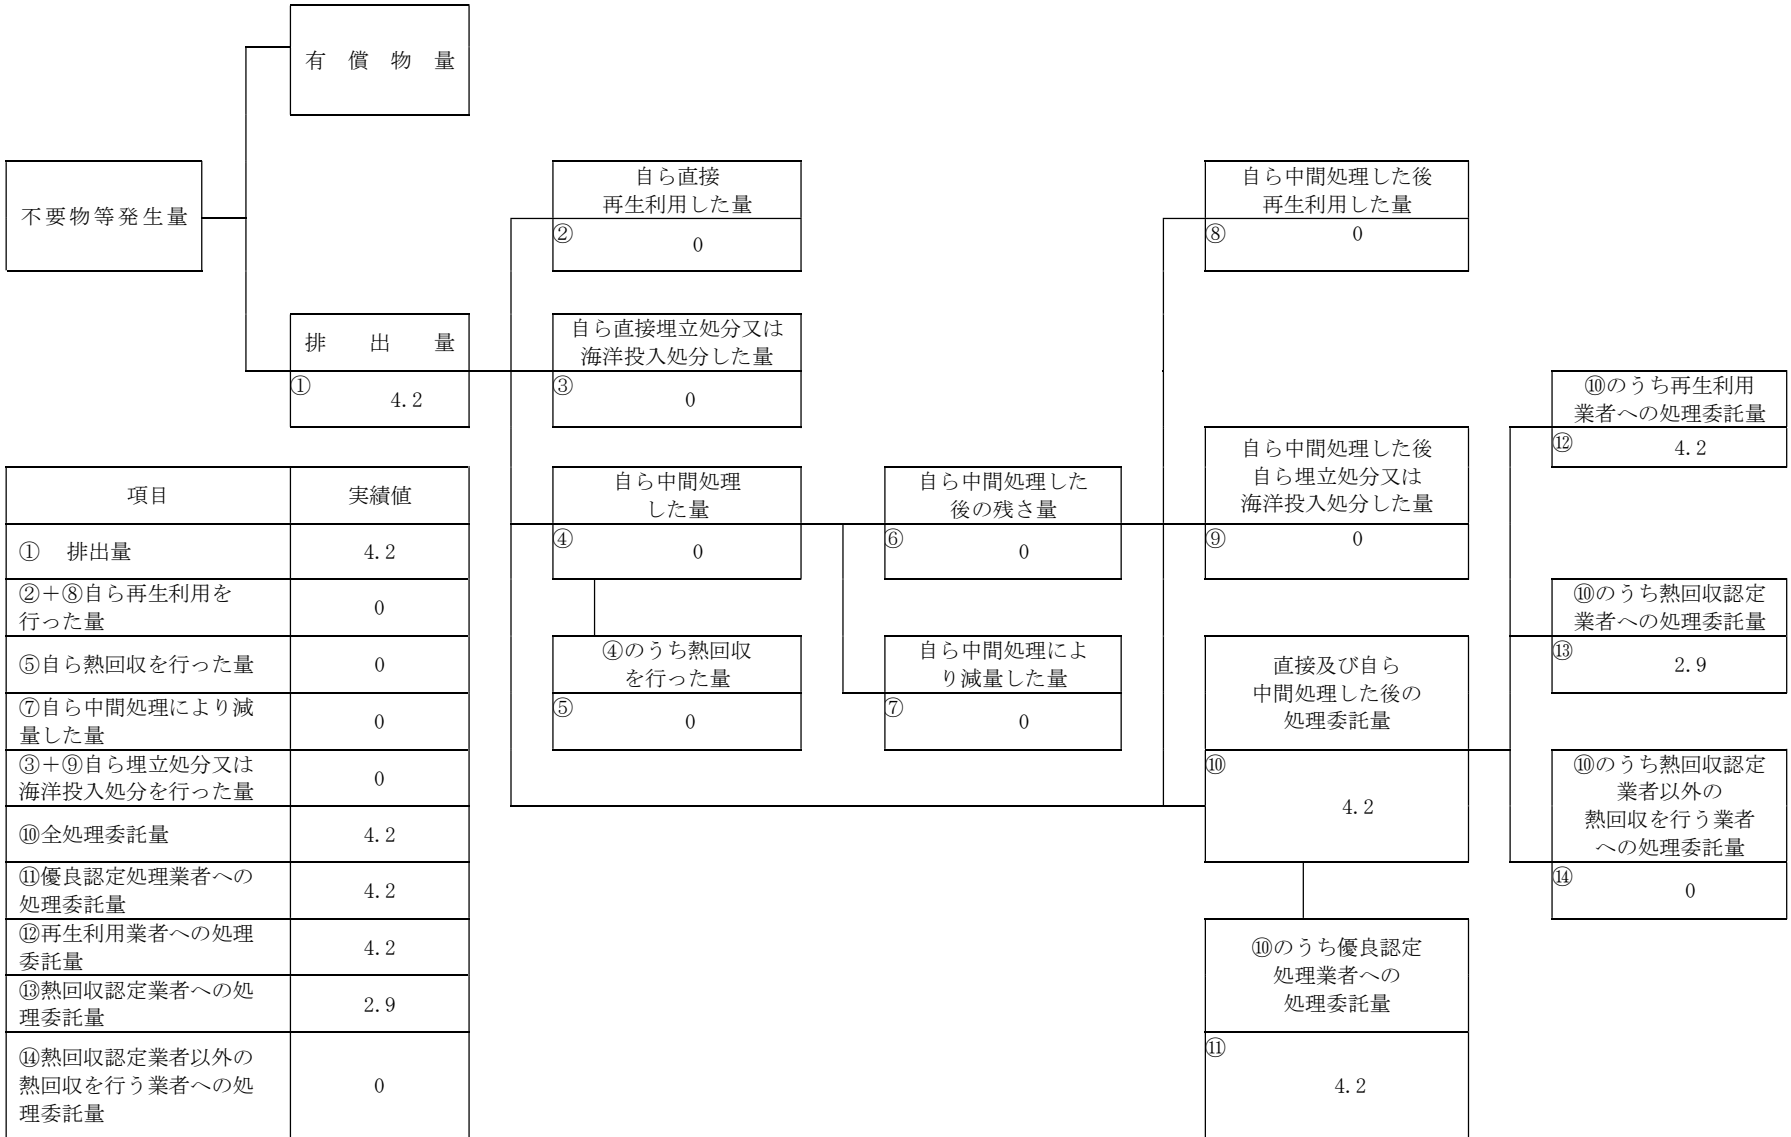 有償物量
不要物等発生量
排出量
① 4.2
自ら直接
再生利用した量
② 0
自ら直接埋立処分又は
海洋投入処分した量
③ 0
自ら中間処理
した量
④ 0
④のうち熱回収
を行った量
⑤ 0
自ら中間処理した
後の残さ量
⑥ 0
自ら中間処理によ
り減量した量
⑦ 0
自ら中間処理した後
再生利用した量
⑧ 0
自ら中間処理した後
自ら埋立処分又は
海洋投入処分した量
⑨ 0
直接及び自ら
中間処理した後の
処理委託量
⑩
4.2
⑩のうち優良認定
処理業者への
処理委託量
⑪
4.2
⑩のうち再生利用
業者への処理委託量
⑫ 4.2
⑩のうち熱回収認定
業者への処理委託量
⑬ 2.9
⑩のうち熱回収認定
業者以外の
熱回収を行う業者
への処理委託量
⑭ 0
項目 実績値
① 排出量 4.2
②＋⑧自ら再生利用を
行った量 0
⑤自ら熱回収を行った量 0
⑦自ら中間処理により減
量した量 0
③＋⑨自ら埋立処分又は
海洋投入処分を行った量 0
⑩全処理委託量 4.2
⑪優良認定処理業者への
処理委託量 4.2
⑫再生利用業者への処理
委託量 4.2
⑬熱回収認定業者への処
理委託量 2.9
⑭熱回収認定業者以外の
熱回収を行う業者への処
理委託量 0